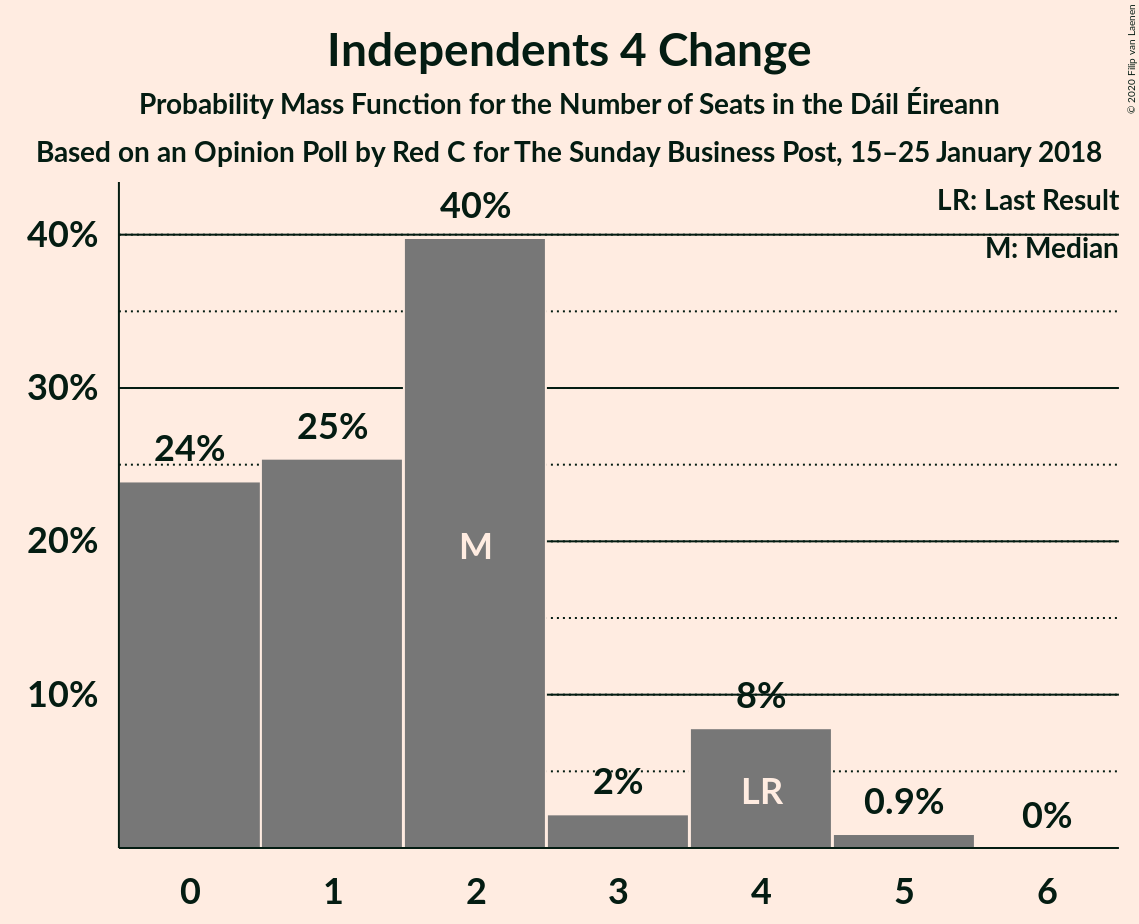 Independents 4 Change
Probability Mass Function for the Number of Seats in the Dáil Éireann
Based on an Opinion Poll by Red C for The Sunday Business Post, 15–25 January 2018
© 2020 Filip van Laenen
LR: Last Result
M: Median
40%
30%
20%
10%
24%
25%
40%
M
2%
8%
LR
0.9%
0%
0 1 2 3 4 5 6